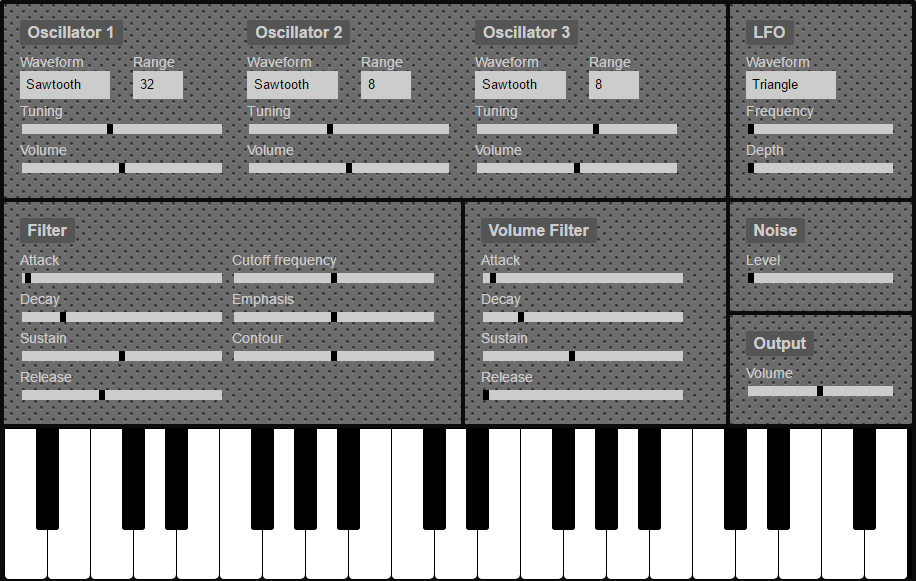 Oscillator 1
Waveform Range
Sawtooth 32
Tuning
Volume
Oscillator 2
Waveform Range
Sawtooth 8
Tuning
Volume
Oscillator 3
Waveform Range
Sawtooth 8
Tuning
Volume
LFO
Waveform
Triangle
Frequency
Depth
Filter
Attack Cutoff frequency
Decay Emphasis
Sustain Contour
Release
Volume Filter
Attack
Decay
Sustain
Release
Noise
Level
Output
Volume